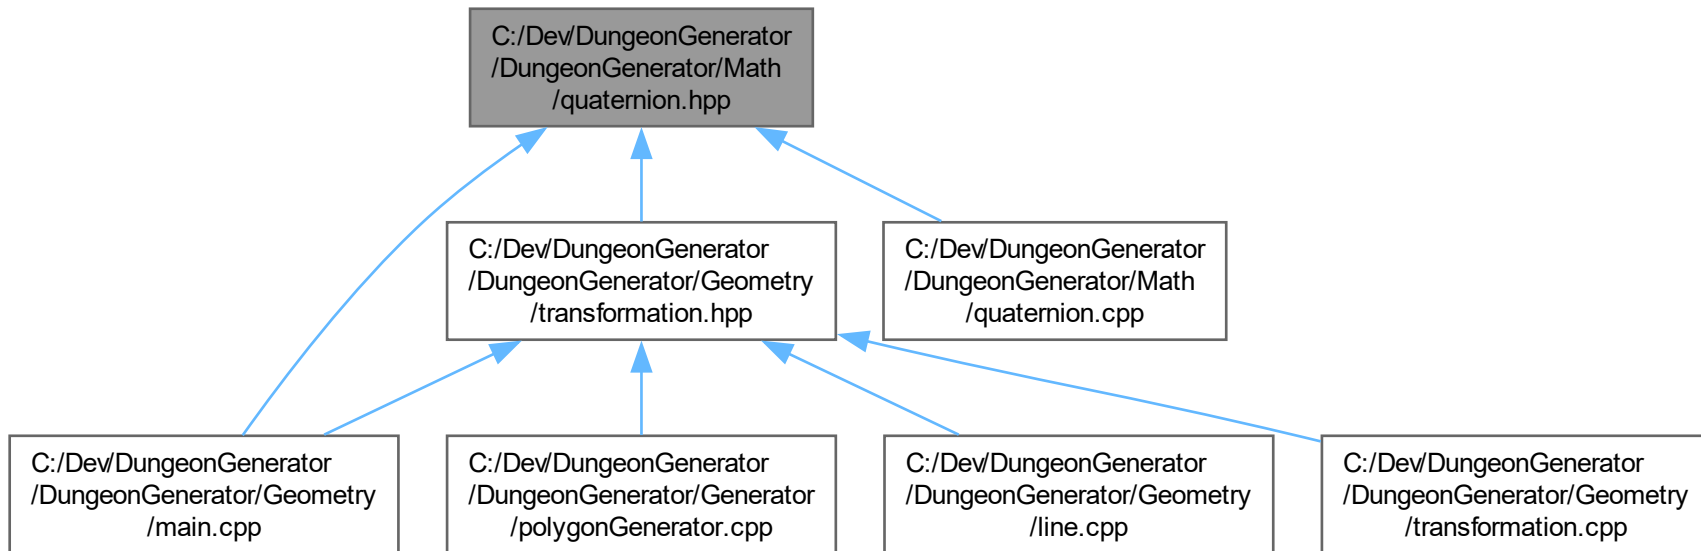 C:/Dev/DungeonGenerator
/DungeonGenerator/Math
/quaternion.hpp
C:/Dev/DungeonGenerator
/DungeonGenerator/Geometry
/transformation.hpp
C:/Dev/DungeonGenerator
/DungeonGenerator/Math
/quaternion.cpp
C:/Dev/DungeonGenerator
/DungeonGenerator/Geometry
/main.cpp
C:/Dev/DungeonGenerator
/DungeonGenerator/Generator
/polygonGenerator.cpp
C:/Dev/DungeonGenerator
/DungeonGenerator/Geometry
/line.cpp
C:/Dev/DungeonGenerator
/DungeonGenerator/Geometry
/transformation.cpp